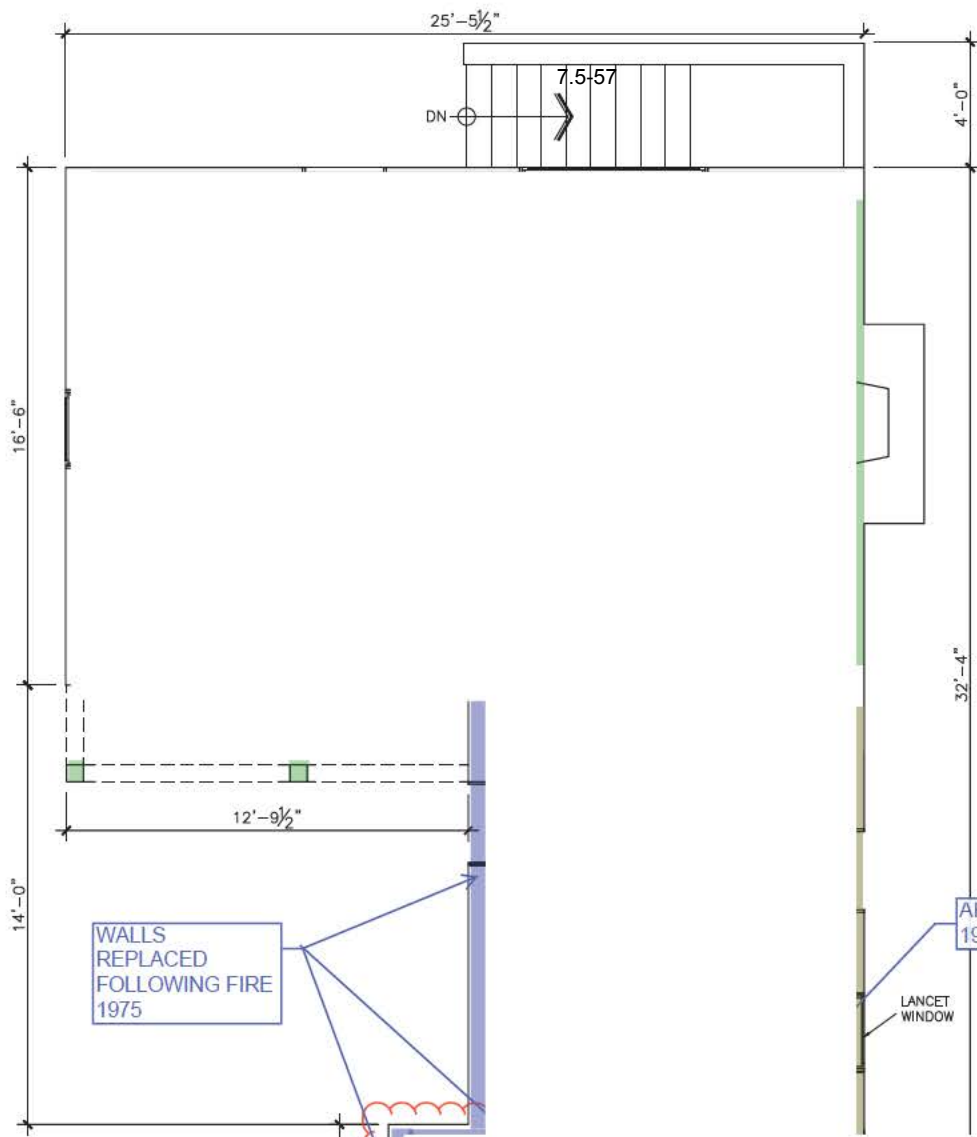 25'-5½"
7.5-57
DN
4'-0"
16'-6"
32'-4"
12'-9½"
14'-0"
WALLS
REPLACED
FOLLOWING FIRE
1975
LANCET
WINDOW